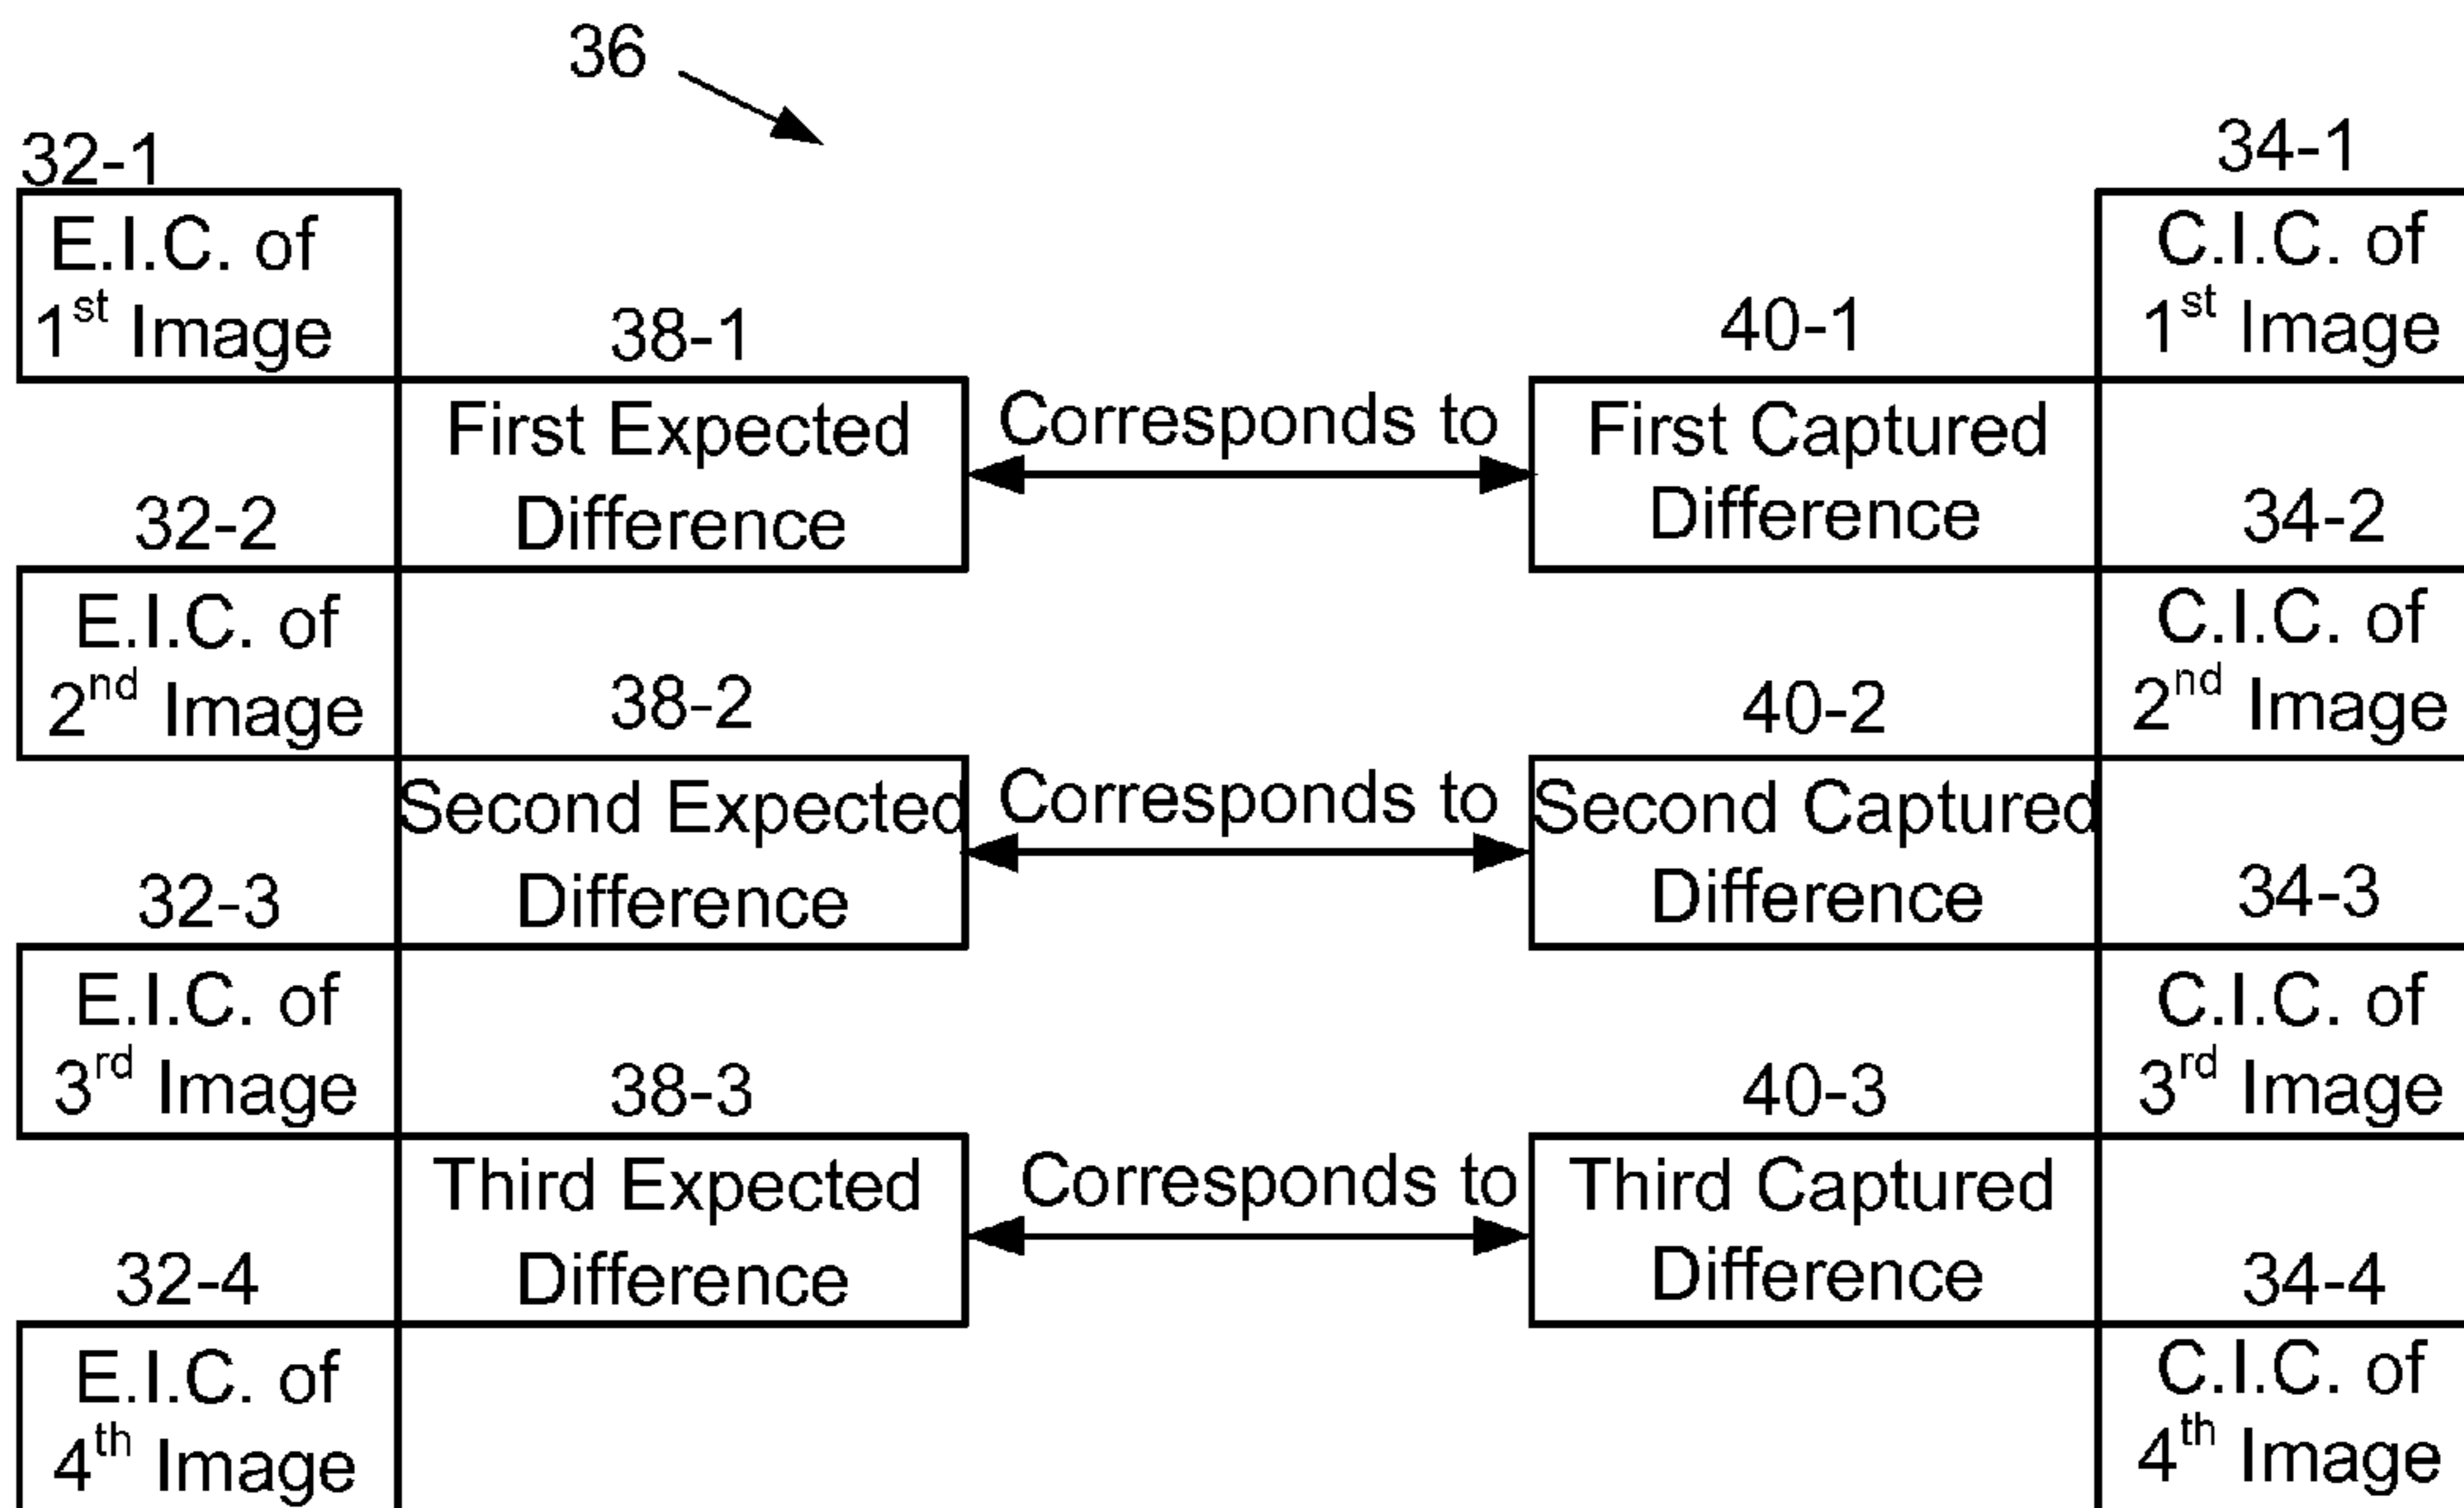 36
32-1
34-1
E.I.C. of
1st Image
C.I.C. of
1st Image
38-1
40-1
First Expected
Difference
Corresponds to
First Captured
Difference
32-2
34-2
E.I.C. of
2nd Image
C.I.C. of
2nd Image
38-2
40-2
Second Expected
Difference
Corresponds to
Second Captured
Difference
32-3
34-3
E.I.C. of
3rd Image
C.I.C. of
3rd Image
38-3
40-3
Third Expected
Difference
Corresponds to
Third Captured
Difference
32-4
34-4
E.I.C. of
4th Image
C.I.C. of
4th Image